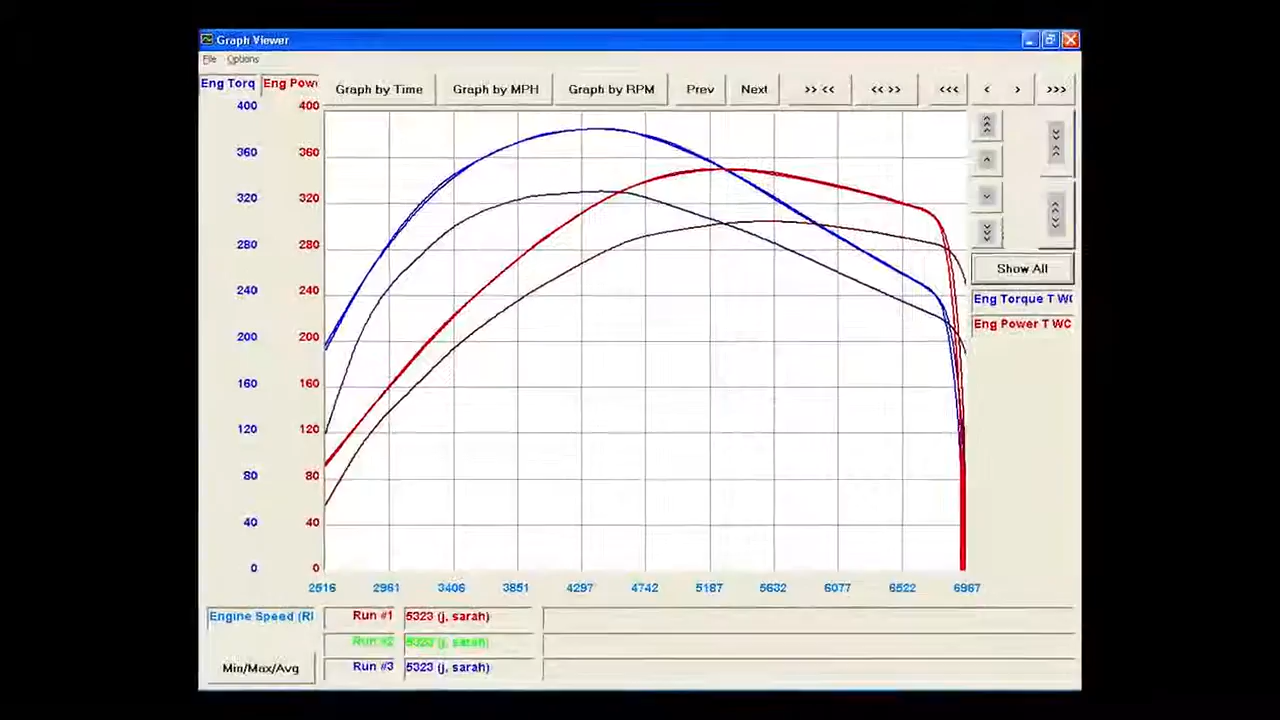 Graph Viewer
File Options
Eng Torq Eng Pow Graph by Time Graph by MPH Graph by RPM Prev Next >> << << >> <<< < > >>>
400 400
360 360
320 320
280 280
Show All
240 240
Eng Torque T W
Eng Power T WC
200 200
160 160
120 120
80 80
40 40
0 0
2516 2961 3406 3851 4297 4742 5187 5632 6077 6522 6967
Engine Speed (R Run #1 5323 (j, sarah)
Run #2 5323 (j, sarah)
Min/Max/Avg Run #3 5323 (j, sarah)